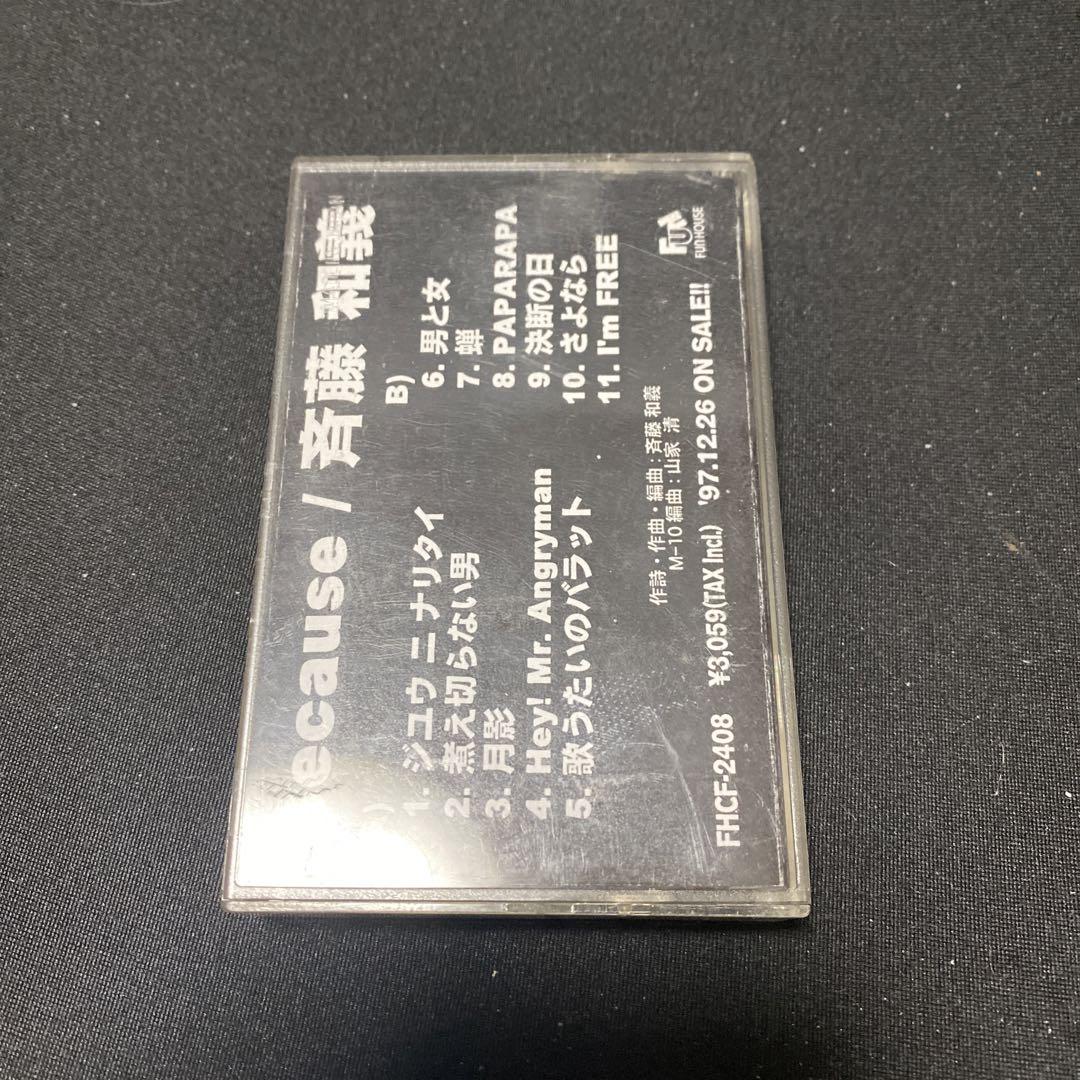 ecause / 斉藤 和義
)
1. ジユウ ニ ナリタイ
2. 煮え切らない男
3. 月影
4. Hey! Mr. Angryman
5. 歌うたいのバラット
B)
6. 男と女
7. 蝉
8. PAPARAPA
9. 決断の日
10. さよなら
11. I'm FREE
作詩・作曲・編曲：斉藤 和義
M-10 編曲：山家 清
FHCF-2408 ¥3,059(TAX Incl.) '97.12.26 ON SALE!!
FUN
FUN HOUSE